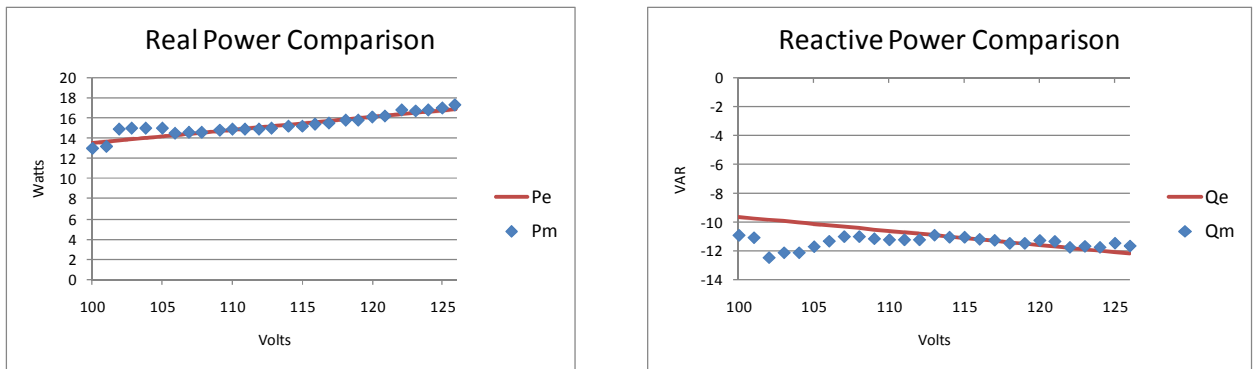 Real Power Comparison
20
18
16
14
12
10
8
6
4
2
0
Watts
100 105 110 115 120 125
Volts
Pe
Pm
Reactive Power Comparison
0
-2
-4
-6
-8
-10
-12
-14
VAR
100 105 110 115 120 125
Volts
Qe
Qm